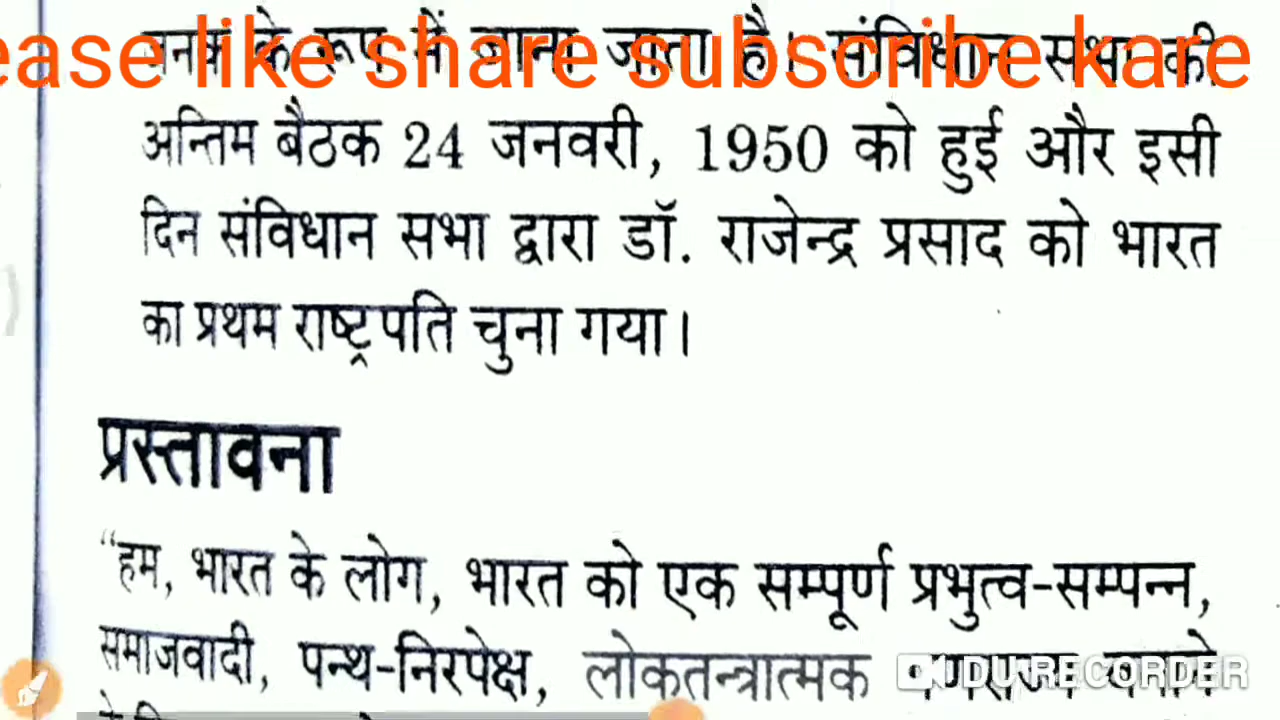 ease like share subscribe kare
के रूप में जाना जाता है। संविधान सभा की
अन्तिम बैठक 24 जनवरी, 1950 को हुई और इसी
दिन संविधान सभा द्वारा डॉ. राजेन्द्र प्रसाद को भारत
का प्रथम राष्ट्रपति चुना गया।
प्रस्तावना
“हम, भारत के लोग, भारत को एक सम्पूर्ण प्रभुत्व-सम्पन्न,
समाजवादी, पन्थ-निरपेक्ष, लोकतन्त्रात्मक
DU RECORDER